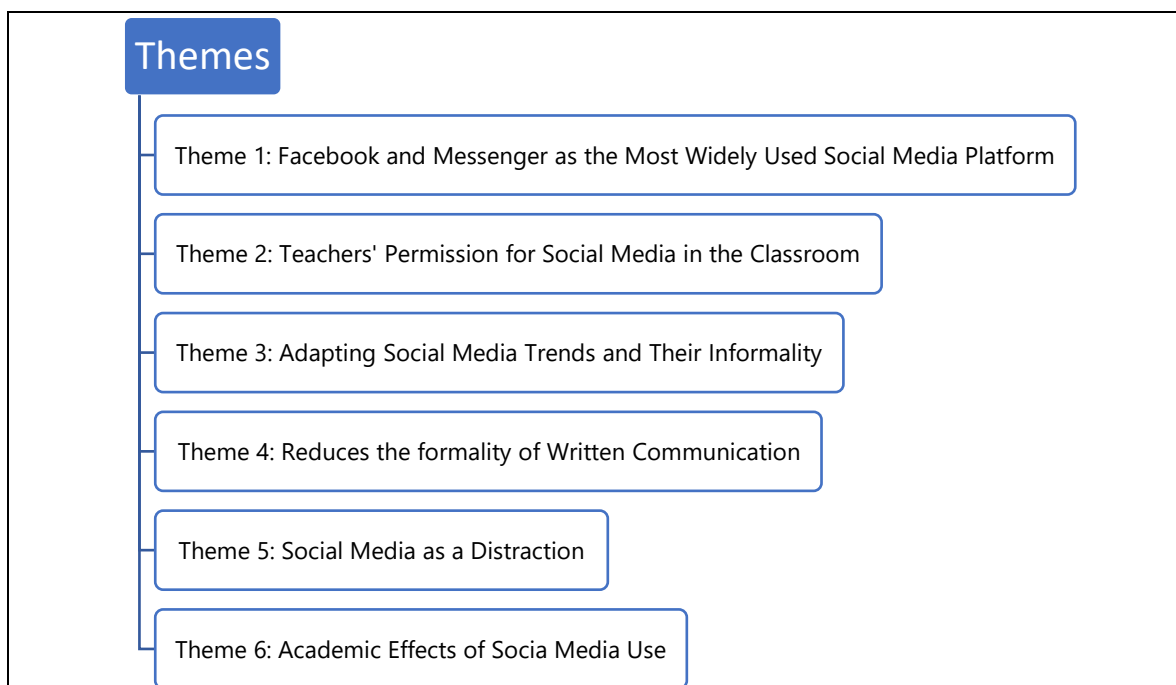 Themes
Theme 1: Facebook and Messenger as the Most Widely Used Social Media Platform
Theme 2: Teachers' Permission for Social Media in the Classroom
Theme 3: Adapting Social Media Trends and Their Informality
Theme 4: Reduces the formality of Written Communication
Theme 5: Social Media as a Distraction
Theme 6: Academic Effects of Socia Media Use